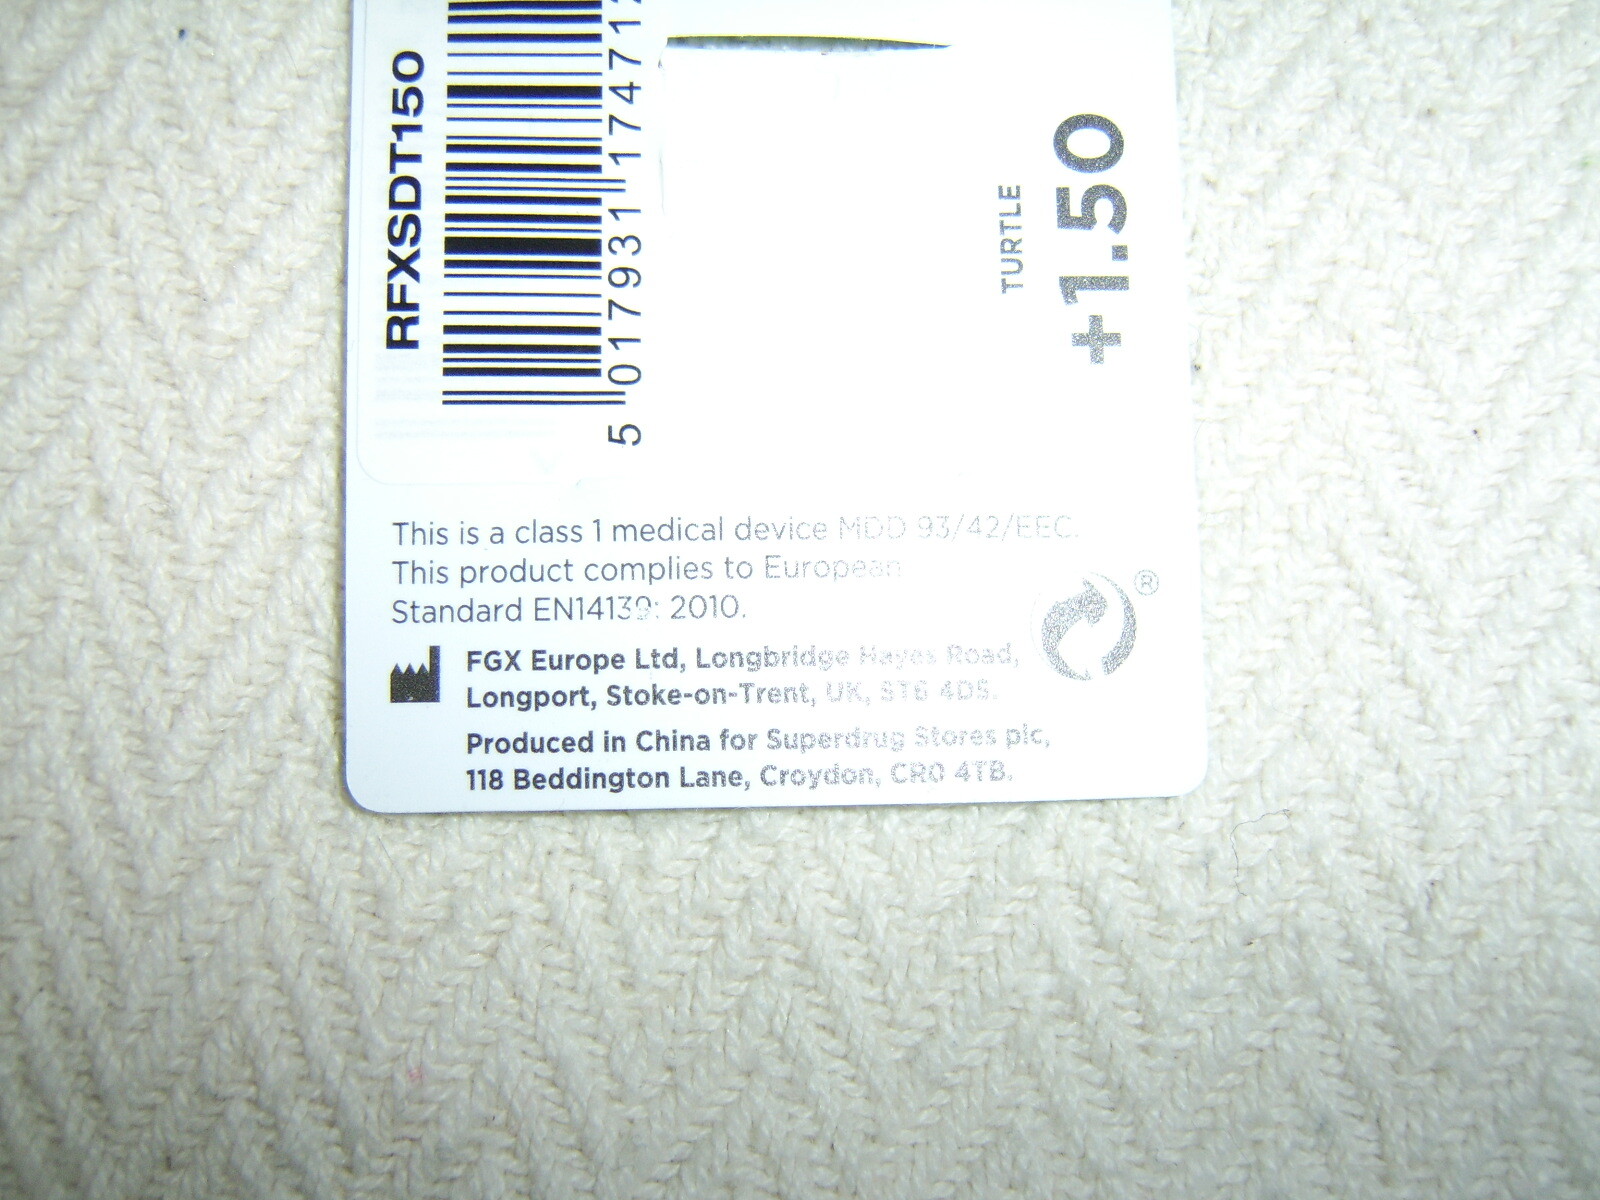 RFXSDT150
5 017931 17471
TURTLE
+1.50
This is a class 1 medical device MDD 93/42/EEC.
This product complies to European
Standard EN14139: 2010.
FGX Europe Ltd, Longbridge Hayes Road,
Longport, Stoke-on-Trent, UK, ST6 4DS.
Produced in China for Superdrug Stores plc,
118 Beddington Lane, Croydon, CR0 4TB.
®